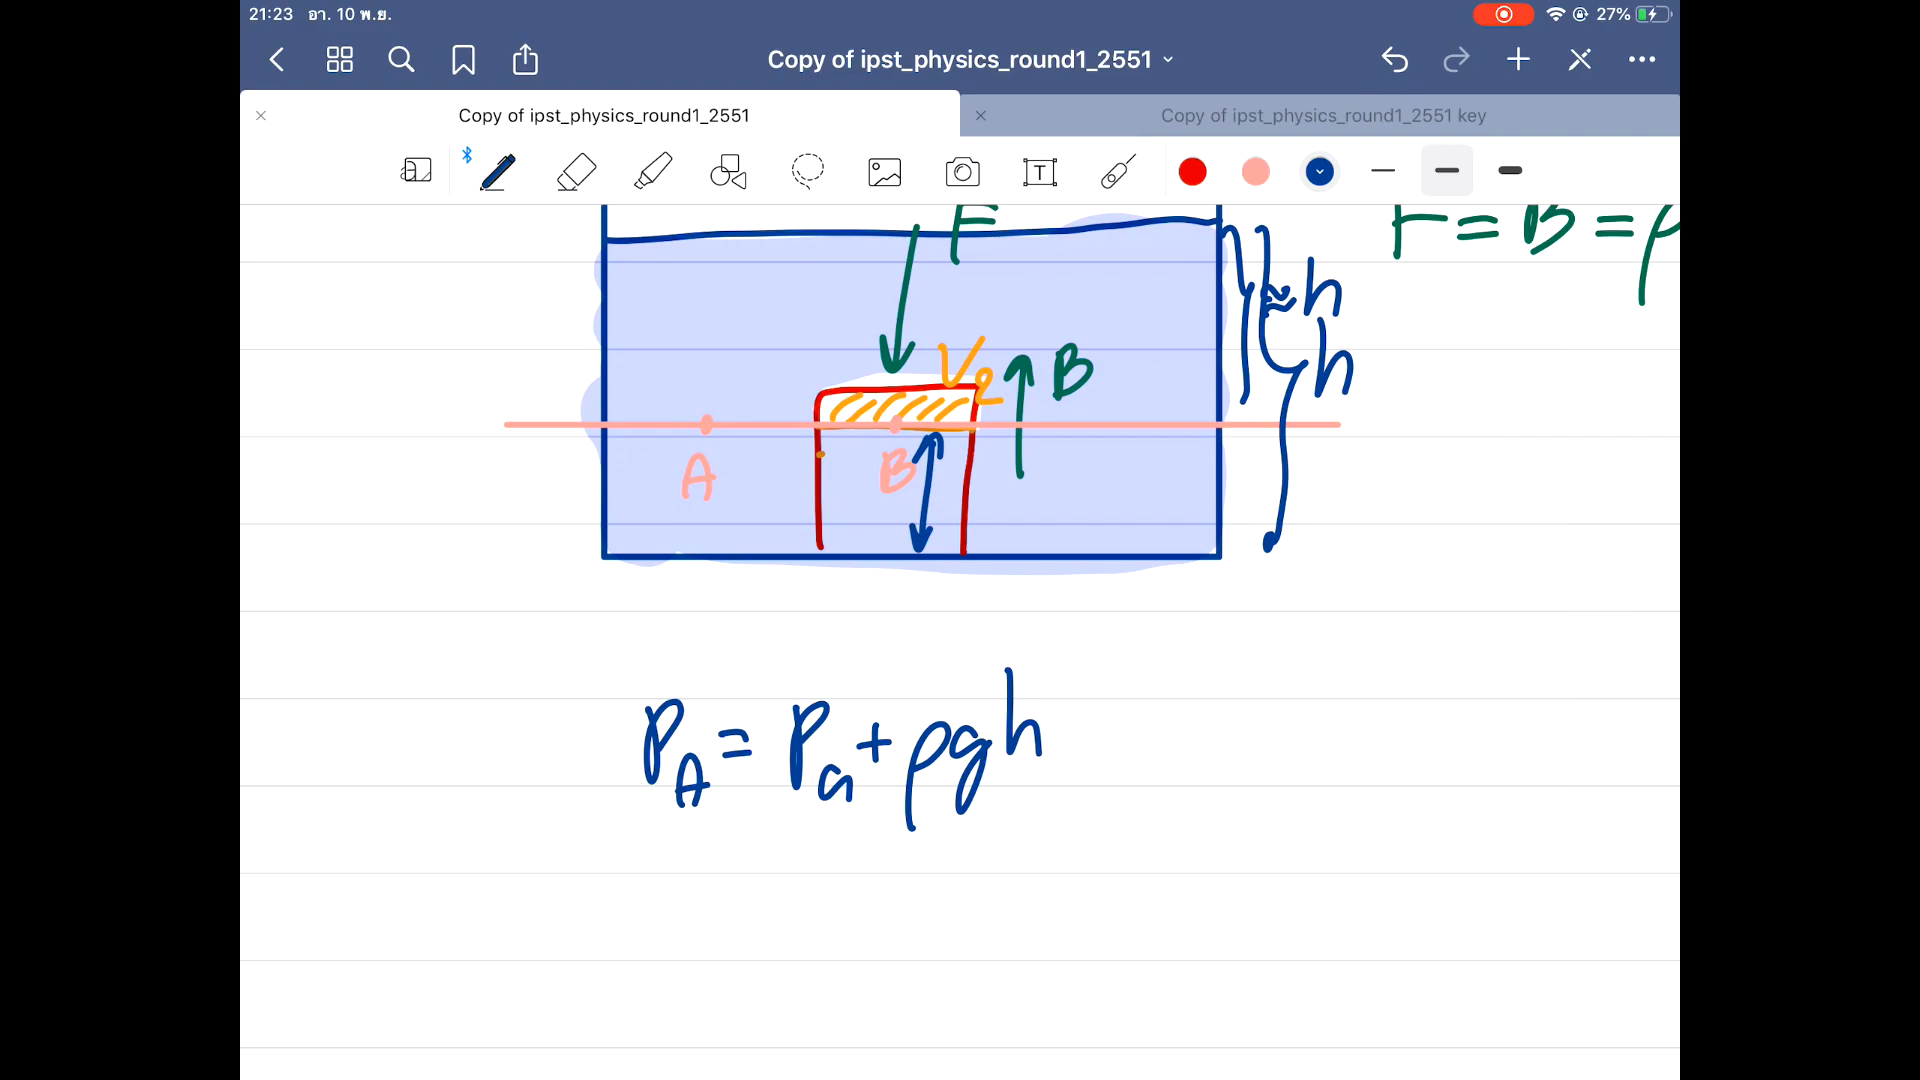 21:23 อา. 10 พ.ย. 27%
Copy of ipst_physics_round1_2551
Copy of ipst_physics_round1_2551
Copy of ipst_physics_round1_2551 key
T
F
F = B = ρ
≈ h
V2
B
h
A
B
P_A = P_a + ρgh